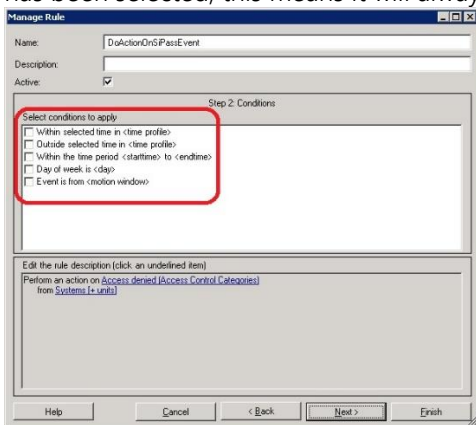 has been selected, this means it will alway
Manage Rule
Name: DoActionOnSiPassEvent
Description:
Active:
Step 2: Conditions
Select conditions to apply
Within selected time in <time profile>
Outside selected time in <time profile>
Within the time period <starttime> to <endtime>
Day of week is <day>
Event is from <motion window>
Edit the rule description (click an underlined item)
Perform an action on Access denied (Access Control Categories)
from Systems [+ units]
Help Cancel < Back Next > Finish